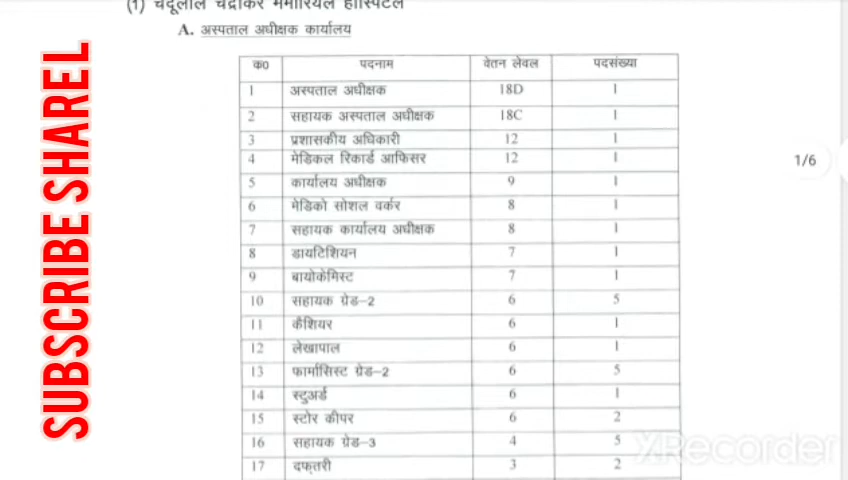 (1) चंदूलाल चंद्राकर मेमोरियल हॉस्पिटल
A. अस्पताल अधीक्षक कार्यालय
क0 पदनाम वेतन लेवल पदसंख्या
1 अस्पताल अधीक्षक 18D 1
2 सहायक अस्पताल अधीक्षक 18C 1
3 प्रशासकीय अधिकारी 12 1
4 मेडिकल रिकार्ड आफिसर 12 1
5 कार्यालय अधीक्षक 9 1
6 मेडिको सोशल वर्कर 8 1
7 सहायक कार्यालय अधीक्षक 8 1
8 डायटिशियन 7 1
9 बायोकेमिस्ट 7 1
10 सहायक ग्रेड-2 6 5
11 कैशियर 6 1
12 लेखापाल 6 1
13 फार्मासिस्ट ग्रेड-2 6 5
14 स्टुअर्ड 6 1
15 स्टोर कीपर 6 2
16 सहायक ग्रेड-3 4 5
17 दफ्तरी 3 2
1/6
SUBSCRIBE SHAREL
XRecorder